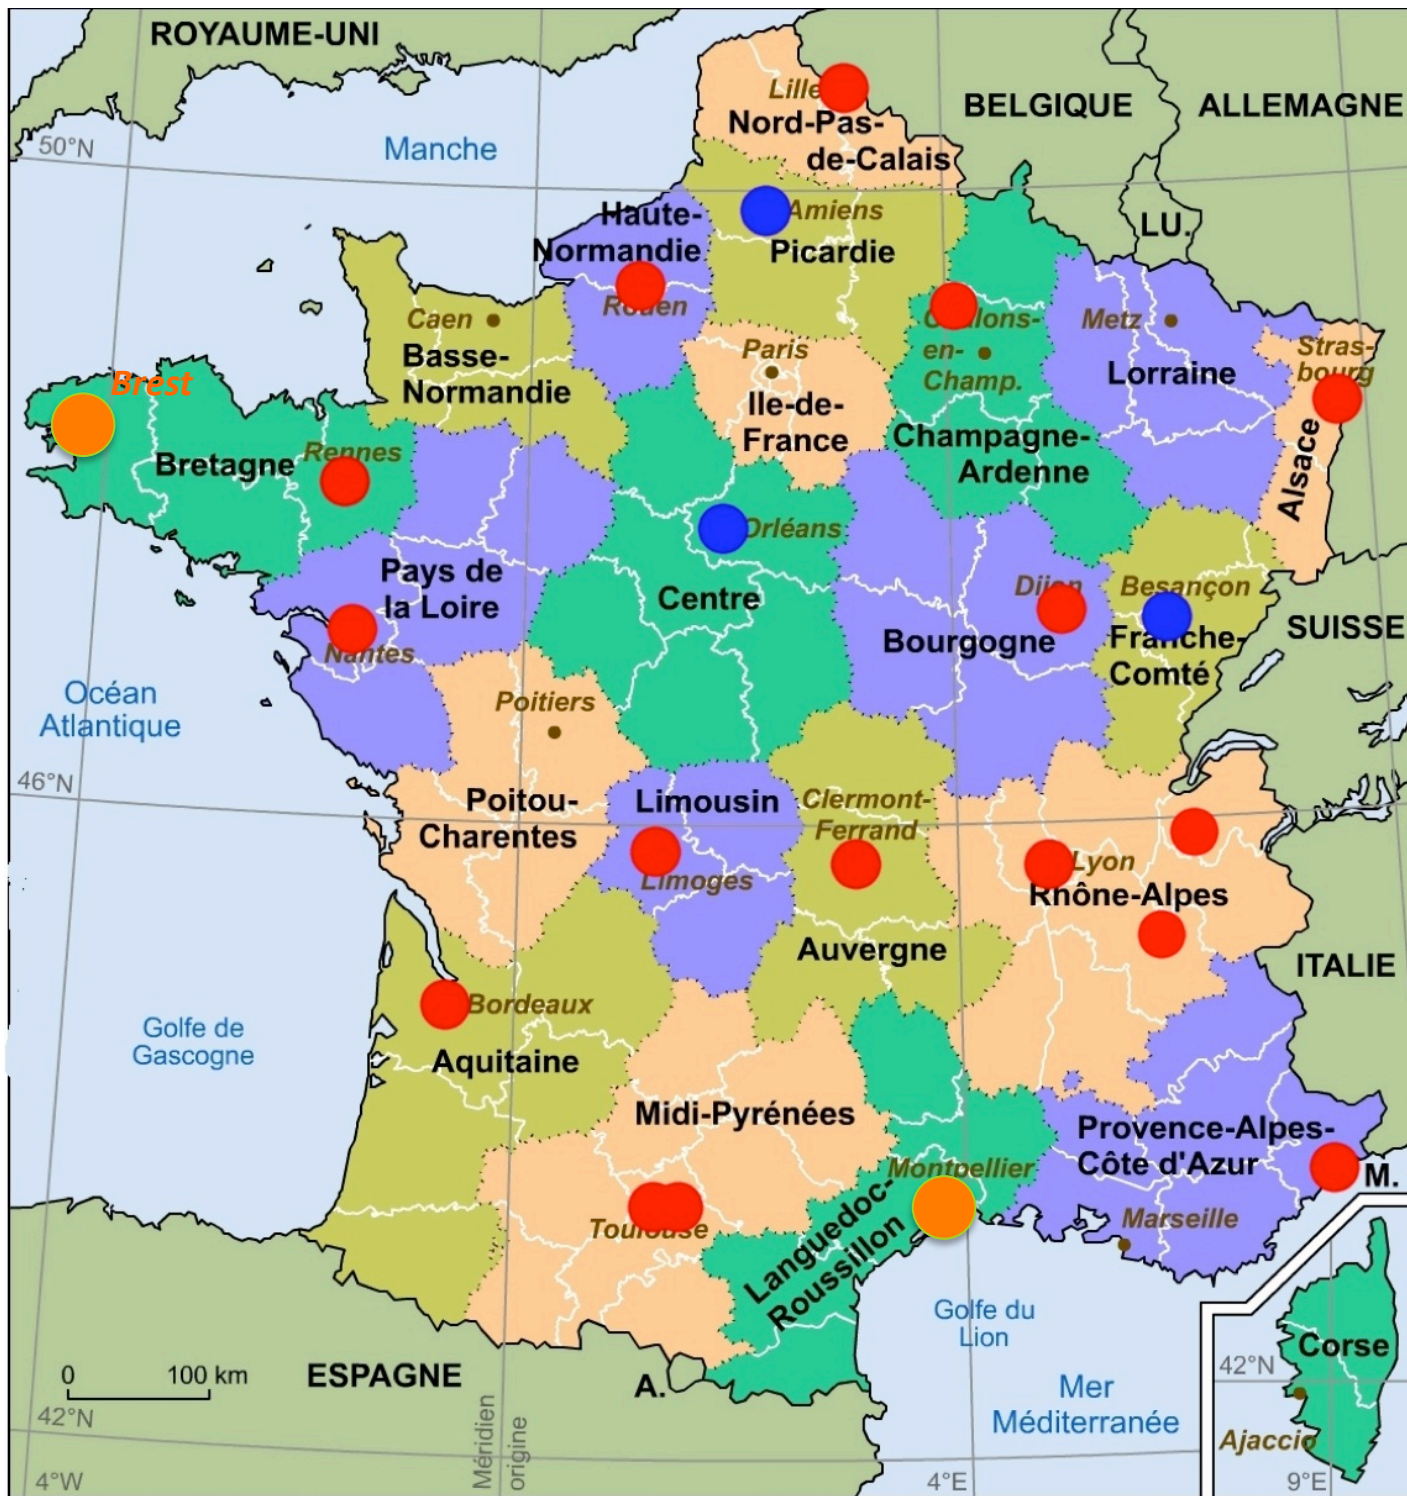 ROYAUME-UNI
BELGIQUE
ALLEMAGNE
LU.
50°N
Manche
Lille
Nord-Pas-
de-Calais
Amiens
Picardie
Haute-
Normandie
Rouen
Caen
Basse-
Normandie
Paris
Ile-de-
France
Châlons-
en-
Champ.
Champagne-
Ardenne
Metz
Lorraine
Stras-
bourg
Alsace
Brest
Bretagne
Rennes
Pays de
la Loire
Nantes
Orléans
Centre
Dijon
Bourgogne
Besançon
Franche-
Comté
SUISSE
Océan
Atlantique
46°N
Poitiers
Poitou-
Charentes
Limousin
Limoges
Clermont-
Ferrand
Auvergne
Lyon
Rhône-Alpes
ITALIE
Golfe de
Gascogne
Bordeaux
Aquitaine
Midi-Pyrénées
Toulouse
Montpellier
Languedoc-
Roussillon
Provence-Alpes-
Côte d'Azur
M.
Marseille
Golfe du
Lion
Mer
Méditerranée
ESPAGNE
A.
0 100 km
42°N
4°W
Méridien
origine
4°E
Corse
42°N
Ajaccio
9°E